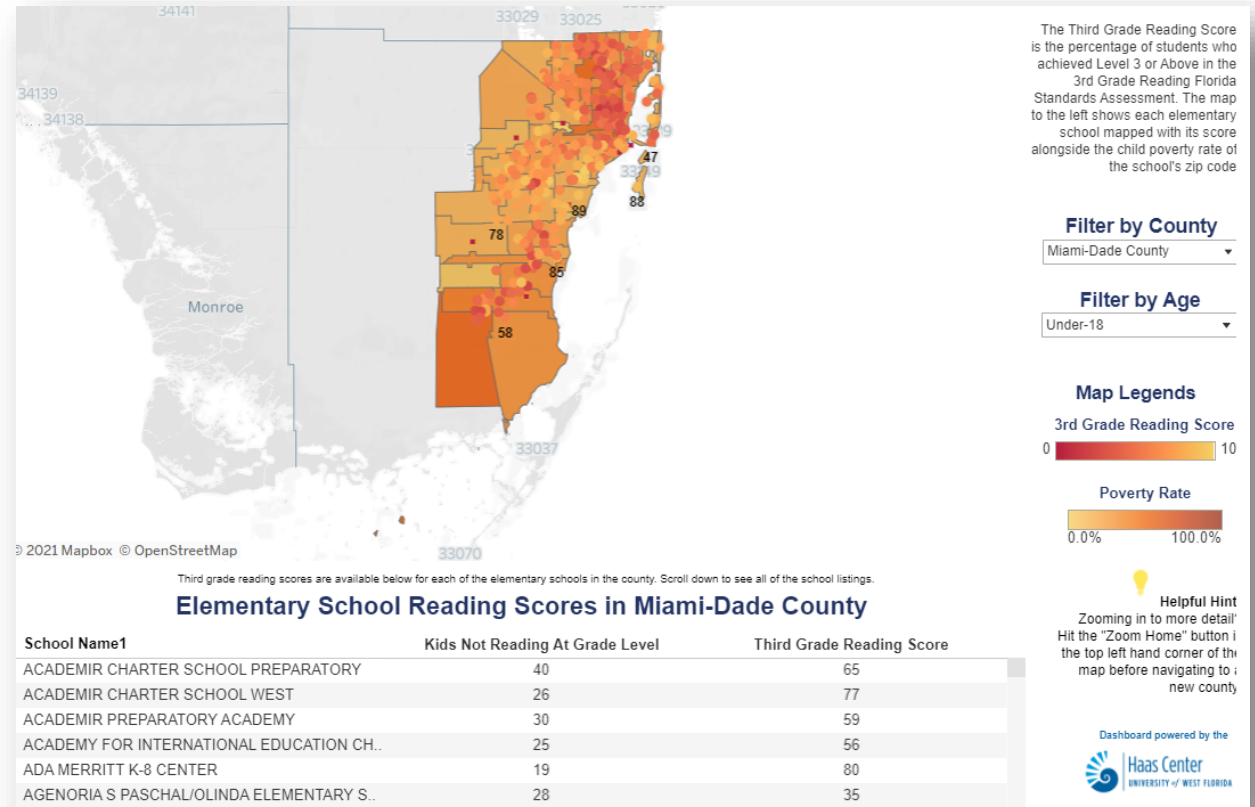 34141
33029
33025
34139
34138
47
88
89
78
85
58
Monroe
33037
33070
© 2021 Mapbox © OpenStreetMap
The Third Grade Reading Score
is the percentage of students who
achieved Level 3 or Above in the
3rd Grade Reading Florida
Standards Assessment. The map
to the left shows each elementary
school mapped with its score
alongside the child poverty rate of
the school's zip code
Filter by County
Miami-Dade County
Filter by Age
Under-18
Map Legends
3rd Grade Reading Score
0 10
Poverty Rate
0.0% 100.0%
Helpful Hint
Zooming in to more detail
Hit the "Zoom Home" button i
the top left hand corner of the
map before navigating to
new county
Dashboard powered by the
Haas Center
UNIVERSITY of WEST FLORIDA
Third grade reading scores are available below for each of the elementary schools in the county. Scroll down to see all of the school listings.
Elementary School Reading Scores in Miami-Dade County
School Name1 Kids Not Reading At Grade Level Third Grade Reading Score
ACADEMIR CHARTER SCHOOL PREPARATORY 40 65
ACADEMIR CHARTER SCHOOL WEST 26 77
ACADEMIR PREPARATORY ACADEMY 30 59
ACADEMY FOR INTERNATIONAL EDUCATION CH.. 25 56
ADA MERRITT K-8 CENTER 19 80
AGENORIA S PASCHAL/OLINDA ELEMENTARY S.. 28 35